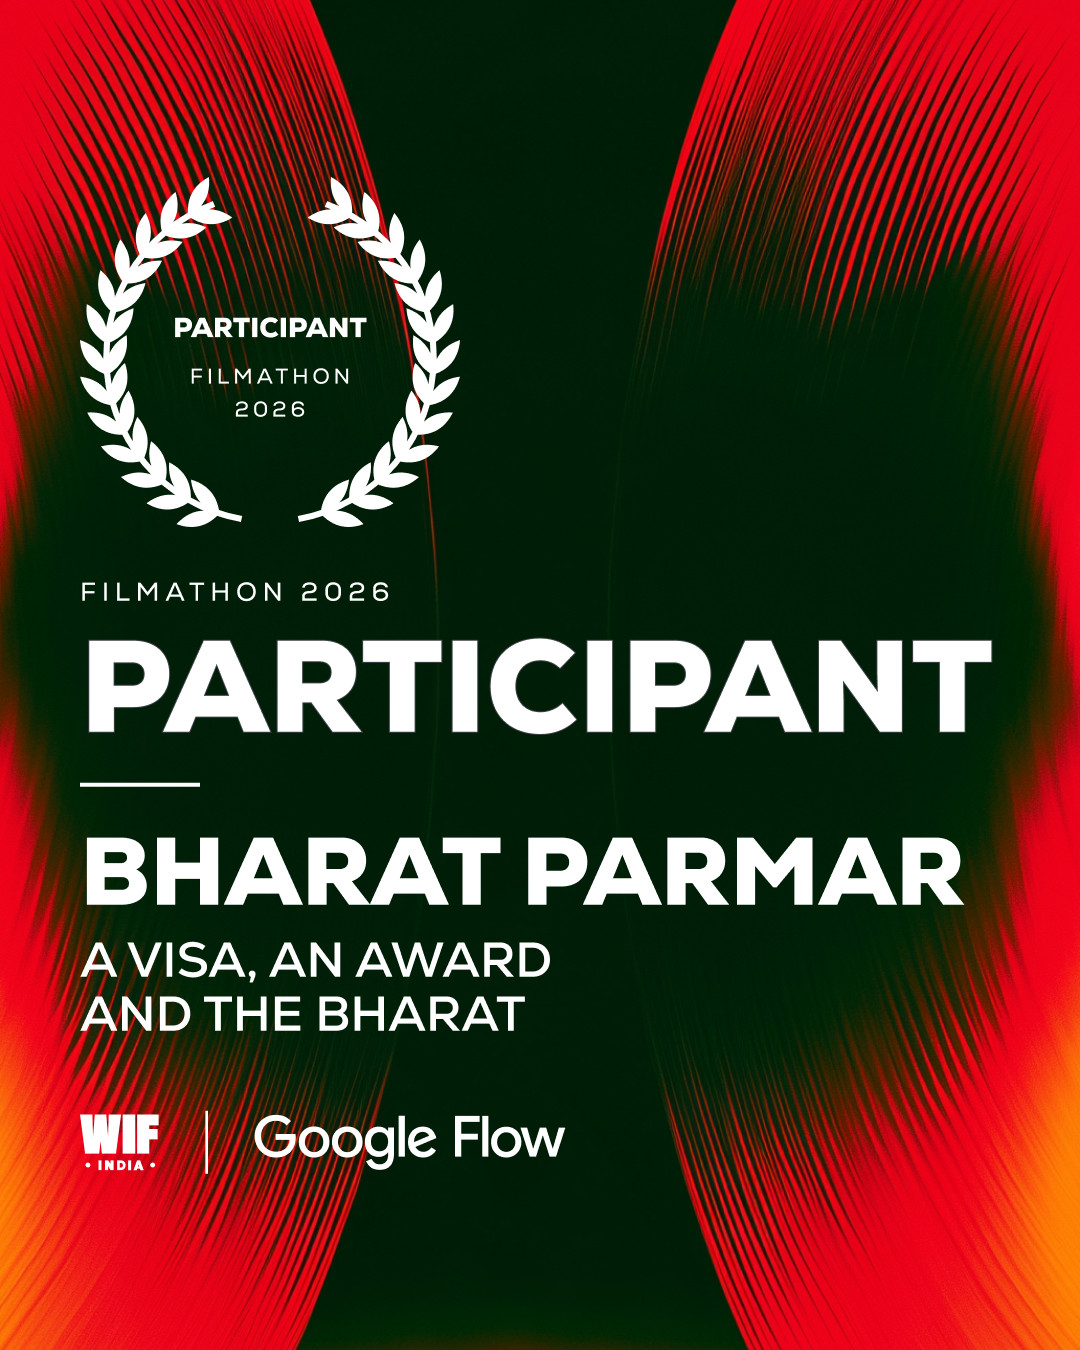 PARTICIPANT
FILMATHON
2026
FILMATHON 2026
PARTICIPANT
BHARAT PARMAR
A VISA, AN AWARD
AND THE BHARAT
WIF
• INDIA •
Google Flow